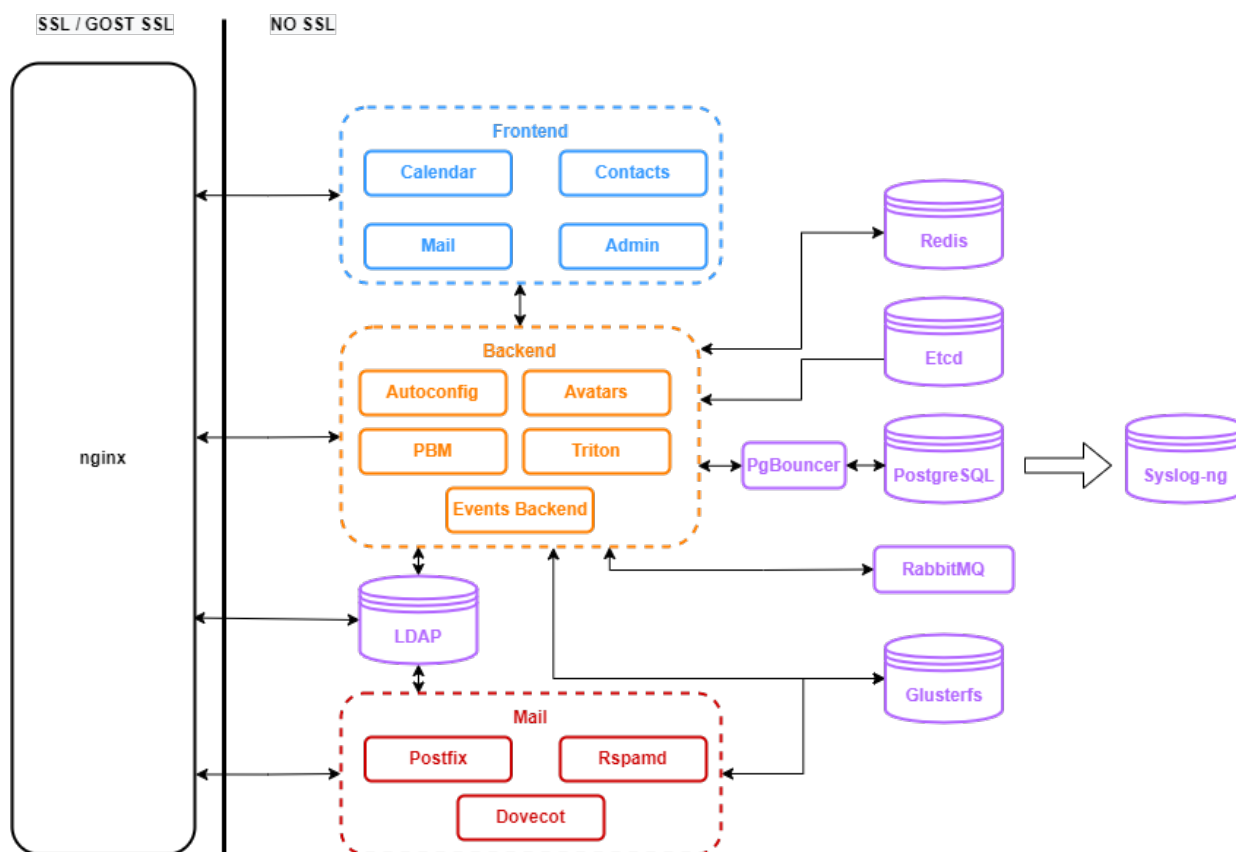 SSL / GOST SSL
NO SSL
Frontend
Calendar
Contacts
Mail
Admin
Redis
Backend
Etcd
Autoconfig
Avatars
nginx
PBM
Triton
PgBouncer
PostgreSQL
Syslog-ng
Events Backend
RabbitMQ
LDAP
Glusterfs
Mail
Postfix
Rspamd
Dovecot